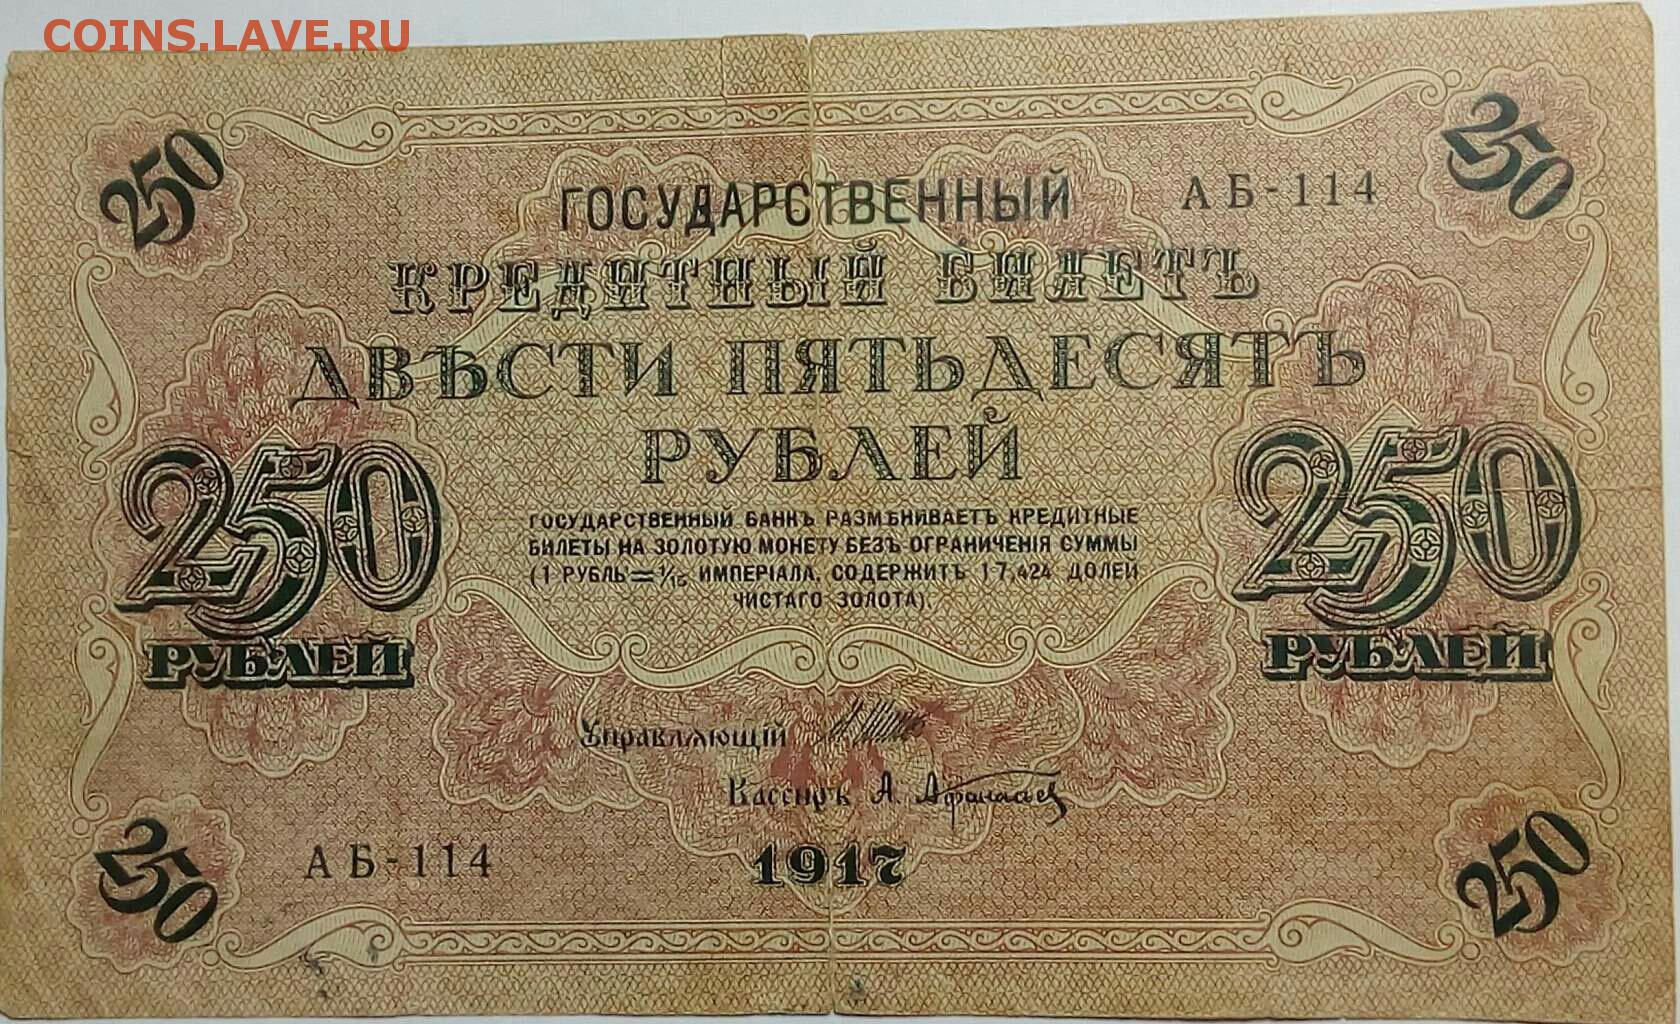 COINS.LAVE.RU
250
250
ГОСУДАРСТВЕННЫЙ
АБ-114
КРЕДИТНЫЙ БИЛЕТЪ
ДВѢСТИ ПЯТЬДЕСЯТЪ
РУБЛЕЙ
250
РУБЛЕЙ
250
РУБЛЕЙ
ГОСУДАРСТВЕННЫЙ БАНКЪ РАЗМѢНИВАЕТЪ КРЕДИТНЫЕ
БИЛЕТЫ НА ЗОЛОТУЮ МОНЕТУ БЕЗЪ ОГРАНИЧЕНІЯ СУММЫ
(1 РУБЛЬ = 1/15 ИМПЕРІАЛА, СОДЕРЖИТЪ 17,424 ДОЛЕЙ
ЧИСТАГО ЗОЛОТА).
Управляющій
Кассиръ А. Афанасьев
АБ-114
1917
250
250